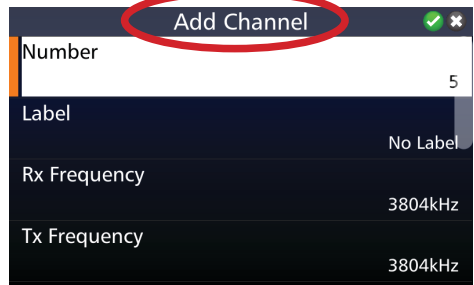 Add Channel
Number
5
Label
No Label
Rx Frequency
3804kHz
Tx Frequency
3804kHz